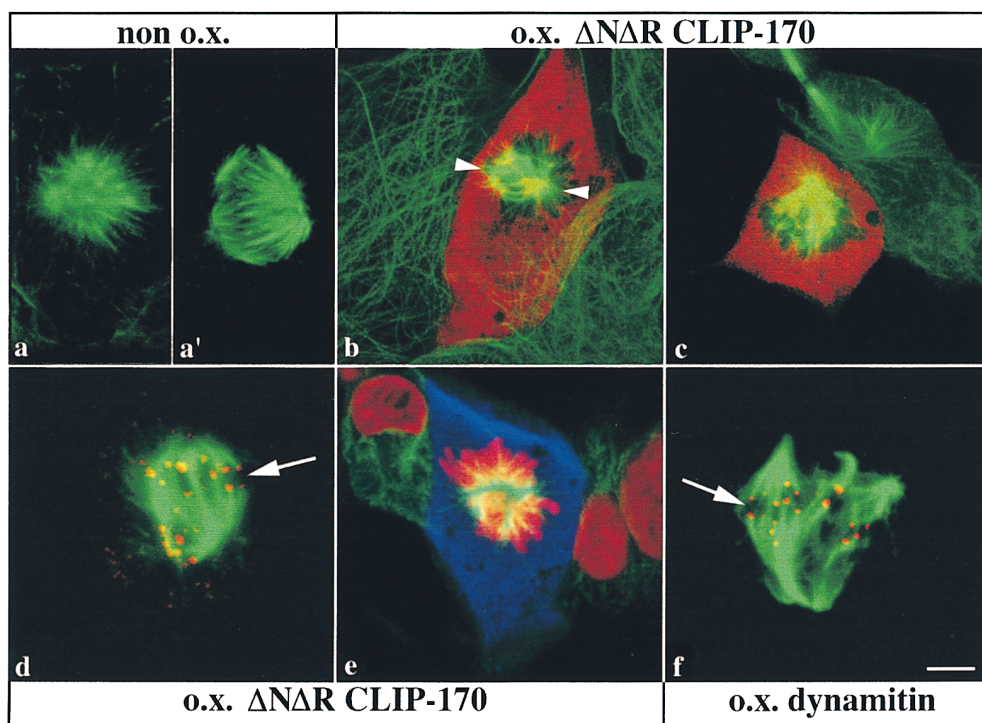 non o.x.
o.x. ΔNΔR CLIP-170
a
a'
b
c
d
e
f
o.x. ΔNΔR CLIP-170
o.x. dynamitin